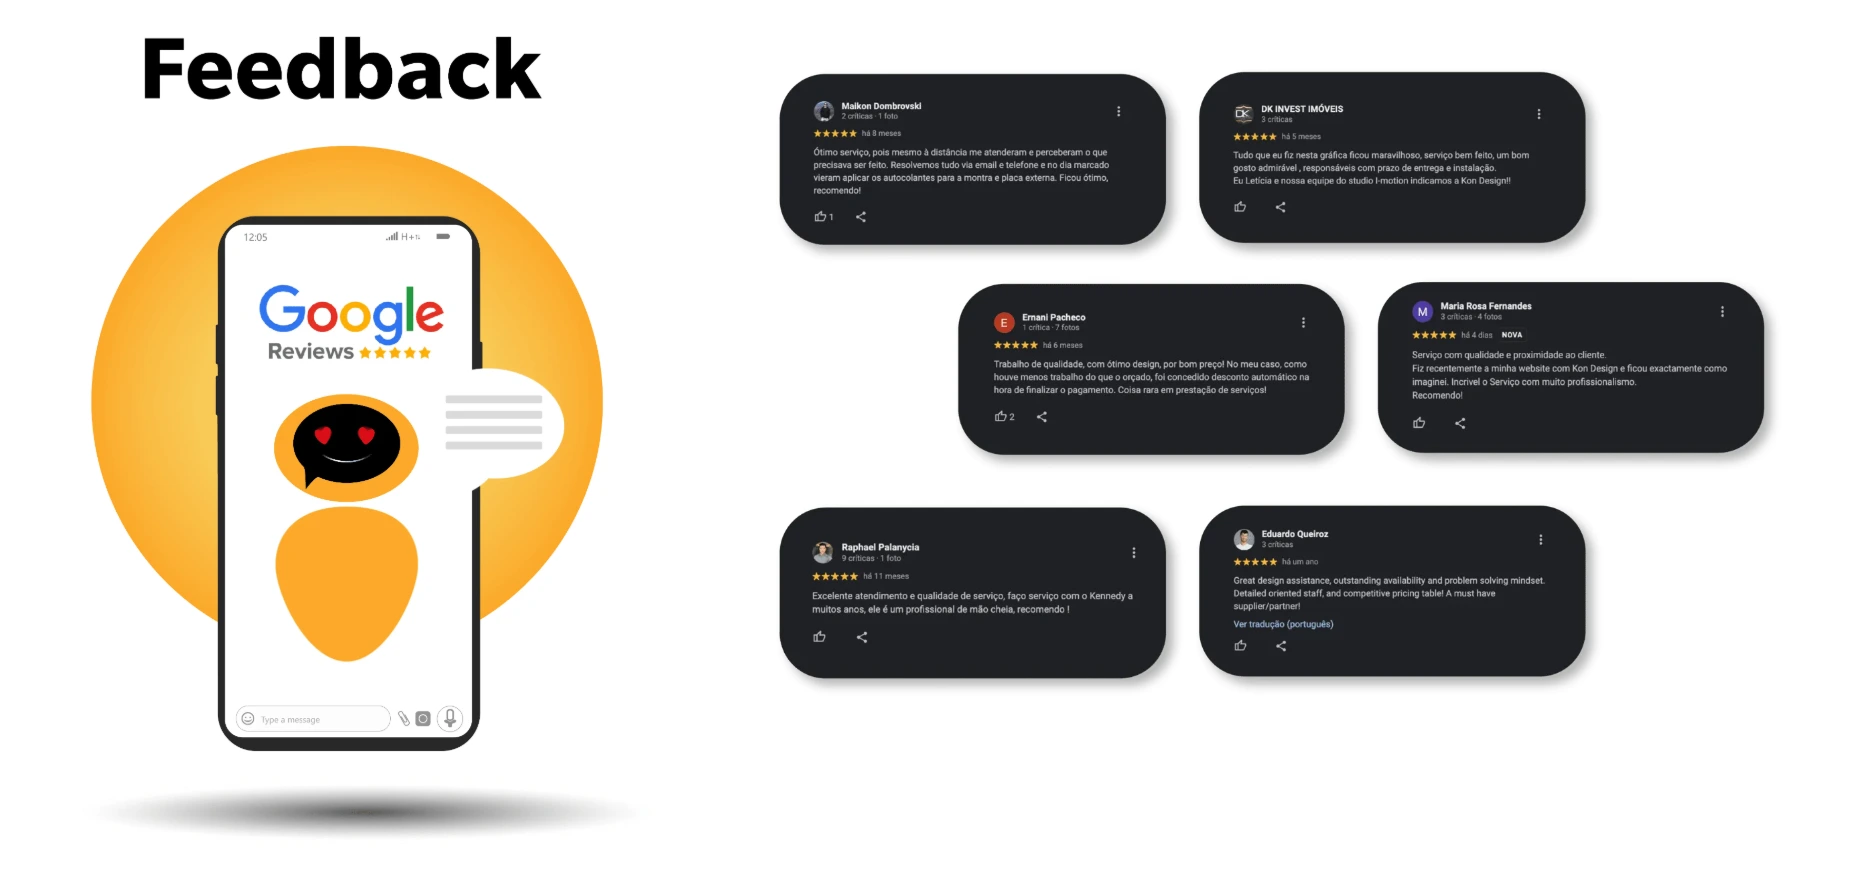 Feedback
12:05
H+
Google
Reviews
Type a message
Maikon Dombrovski
2 críticas · 1 foto
há 8 meses
Ótimo serviço, pois mesmo à distância me atenderam e perceberam o que
precisava ser feito. Resolvemos tudo via email e telefone e no dia marcado
vieram aplicar os autocolantes para a montra e placa externa. Ficou ótimo,
recomendo!
1
DK
DK INVEST IMÓVEIS
3 críticas
há 5 meses
Tudo que eu fiz nesta gráfica ficou maravilhoso, serviço bem feito, um bom
gosto admirável , responsáveis com prazo de entrega e instalação.
Eu Letícia e nossa equipe do studio I-motion indicamos a Kon Design!!
E
Ernani Pacheco
1 crítica · 7 fotos
há 6 meses
Trabalho de qualidade, com ótimo design, por bom preço! No meu caso, como
houve menos trabalho do que o orçado, foi concedido desconto automático na
hora de finalizar o pagamento. Coisa rara em prestação de serviços!
2
M
Maria Rosa Fernandes
3 críticas · 4 fotos
há 4 dias NOVA
Serviço com qualidade e proximidade ao cliente.
Fiz recentemente a minha website com Kon Design e ficou exactamente como
imaginei. Incrivel o Serviço com muito profissionalismo.
Recomendo!
Raphael Palanycia
9 críticas · 1 foto
há 11 meses
Excelente atendimento e qualidade de serviço, faço serviço com o Kennedy a
muitos anos, ele é um profissional de mão cheia, recomendo !
Eduardo Queiroz
3 críticas
há um ano
Great design assistance, outstanding availability and problem solving mindset.
Detailed oriented staff, and competitive pricing table! A must have
supplier/partner!
Ver tradução (português)